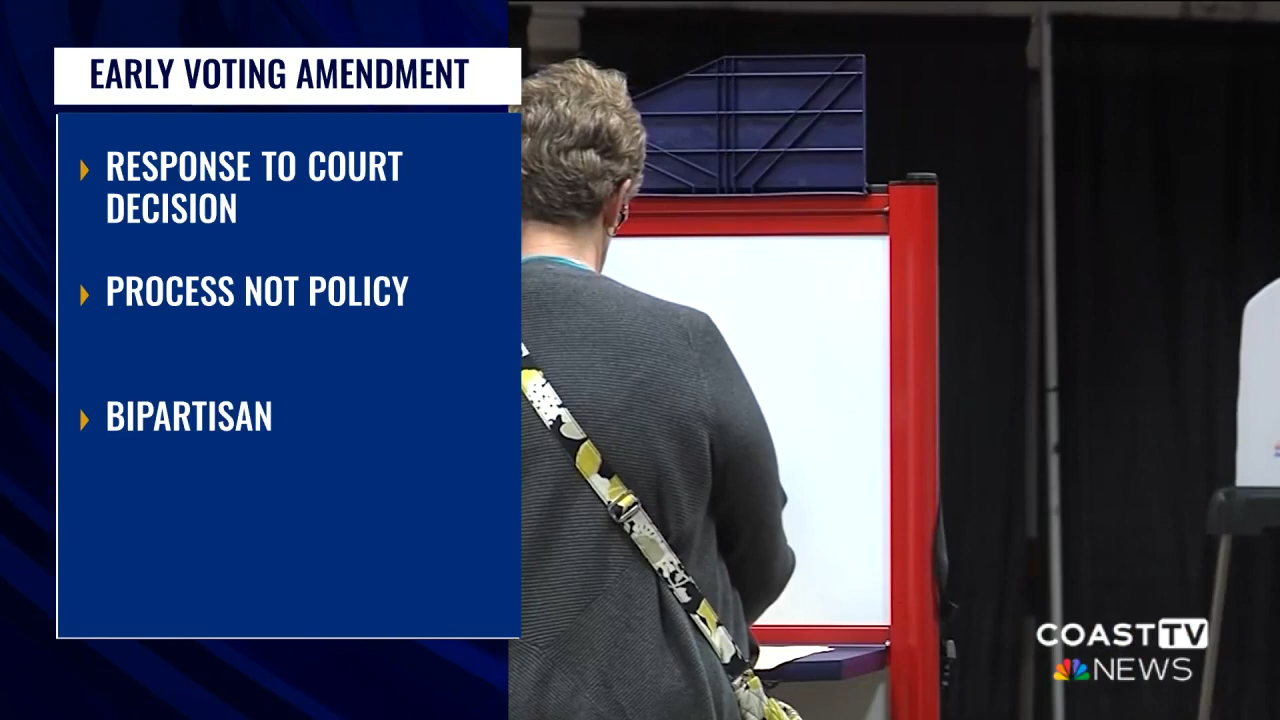 EARLY VOTING AMENDMENT
RESPONSE TO COURT
DECISION
PROCESS NOT POLICY
BIPARTISAN
COAST TV
NEWS